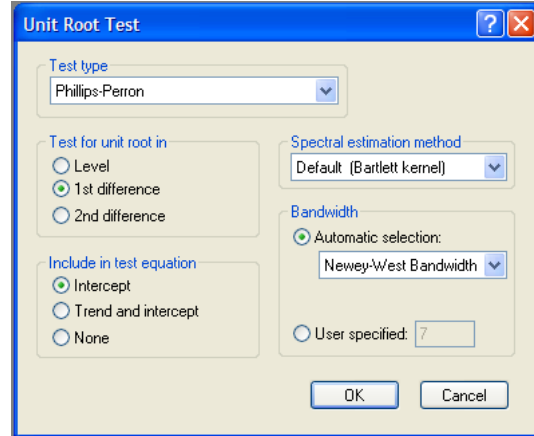 Unit Root Test
Test type
Phillips-Perron
Test for unit root in
Level
1st difference
2nd difference
Include in test equation
Intercept
Trend and intercept
None
Spectral estimation method
Default (Bartlett kernel)
Bandwidth
Automatic selection:
Newey-West Bandwidth
User specified: 7
OK
Cancel